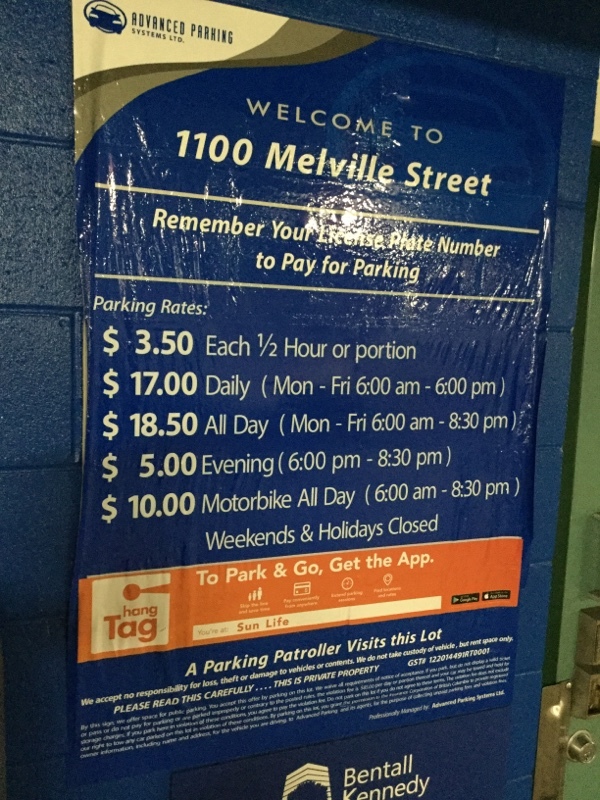 ADVANCED PARKING
SYSTEMS LTD.
WELCOME TO
1100 Melville Street
Remember Your License Plate Number
to Pay for Parking
Parking Rates:
$ 3.50 Each ½ Hour or portion
$ 17.00 Daily ( Mon - Fri 6:00 am - 6:00 pm )
$ 18.50 All Day ( Mon - Fri 6:00 am - 8:30 pm )
$ 5.00 Evening ( 6:00 pm - 8:30 pm )
$ 10.00 Motorbike All Day ( 6:00 am - 8:30 pm )
Weekends & Holidays Closed
hang
Tag
To Park & Go, Get the App.
You're at: Sun Life
Google Play
App Store
A Parking Patroller Visits this Lot
We accept no responsibility for loss, theft or damage to vehicles or contents. We do not take custody of vehicle, but rent space only.
PLEASE READ THIS CAREFULLY .... THIS IS PRIVATE PROPERTY GST# 122014491RT0001
Professionally Managed by: Advanced Parking Systems Ltd.
Bentall
Kennedy